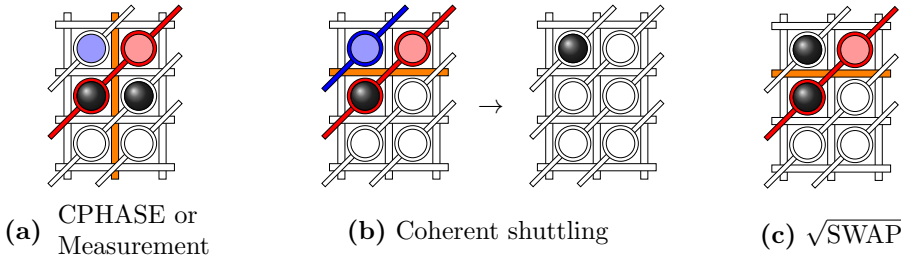 (a) CPHASE or
Measurement
→
(b) Coherent shuttling
(c) √SWAP